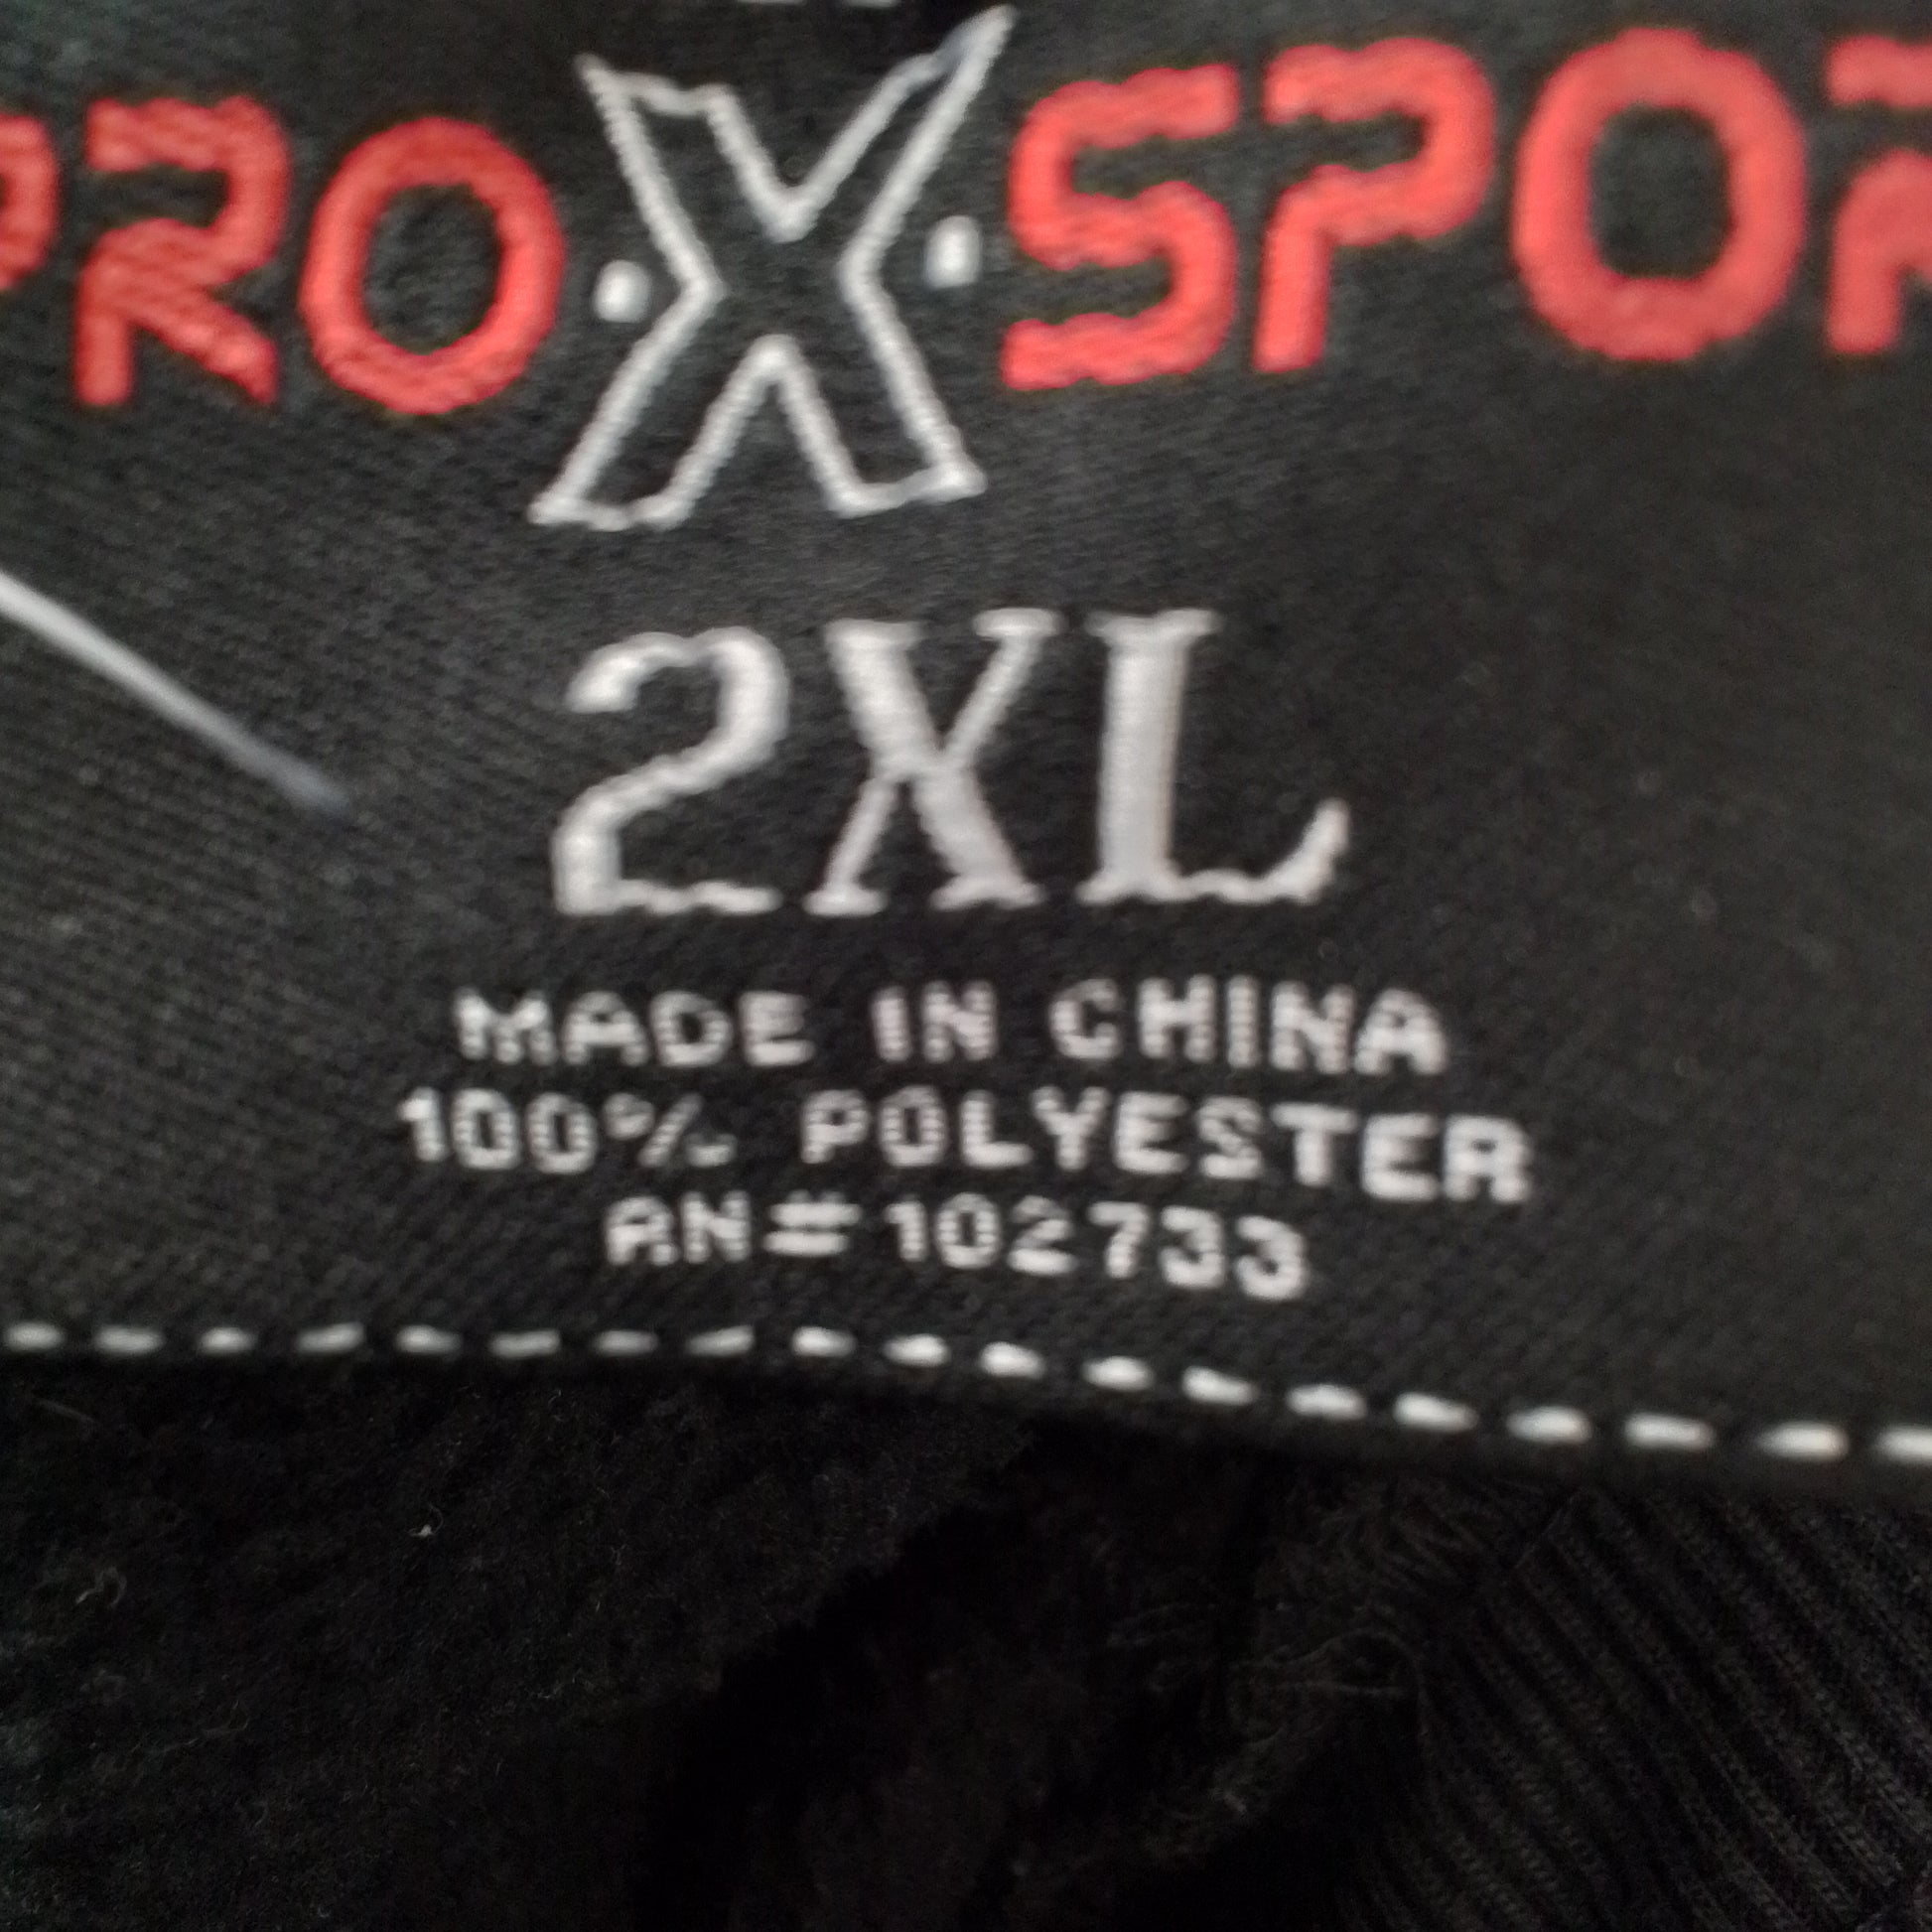 PRO·X·SPOR
2XL
MADE IN CHINA
100% POLYESTER
RN#102733